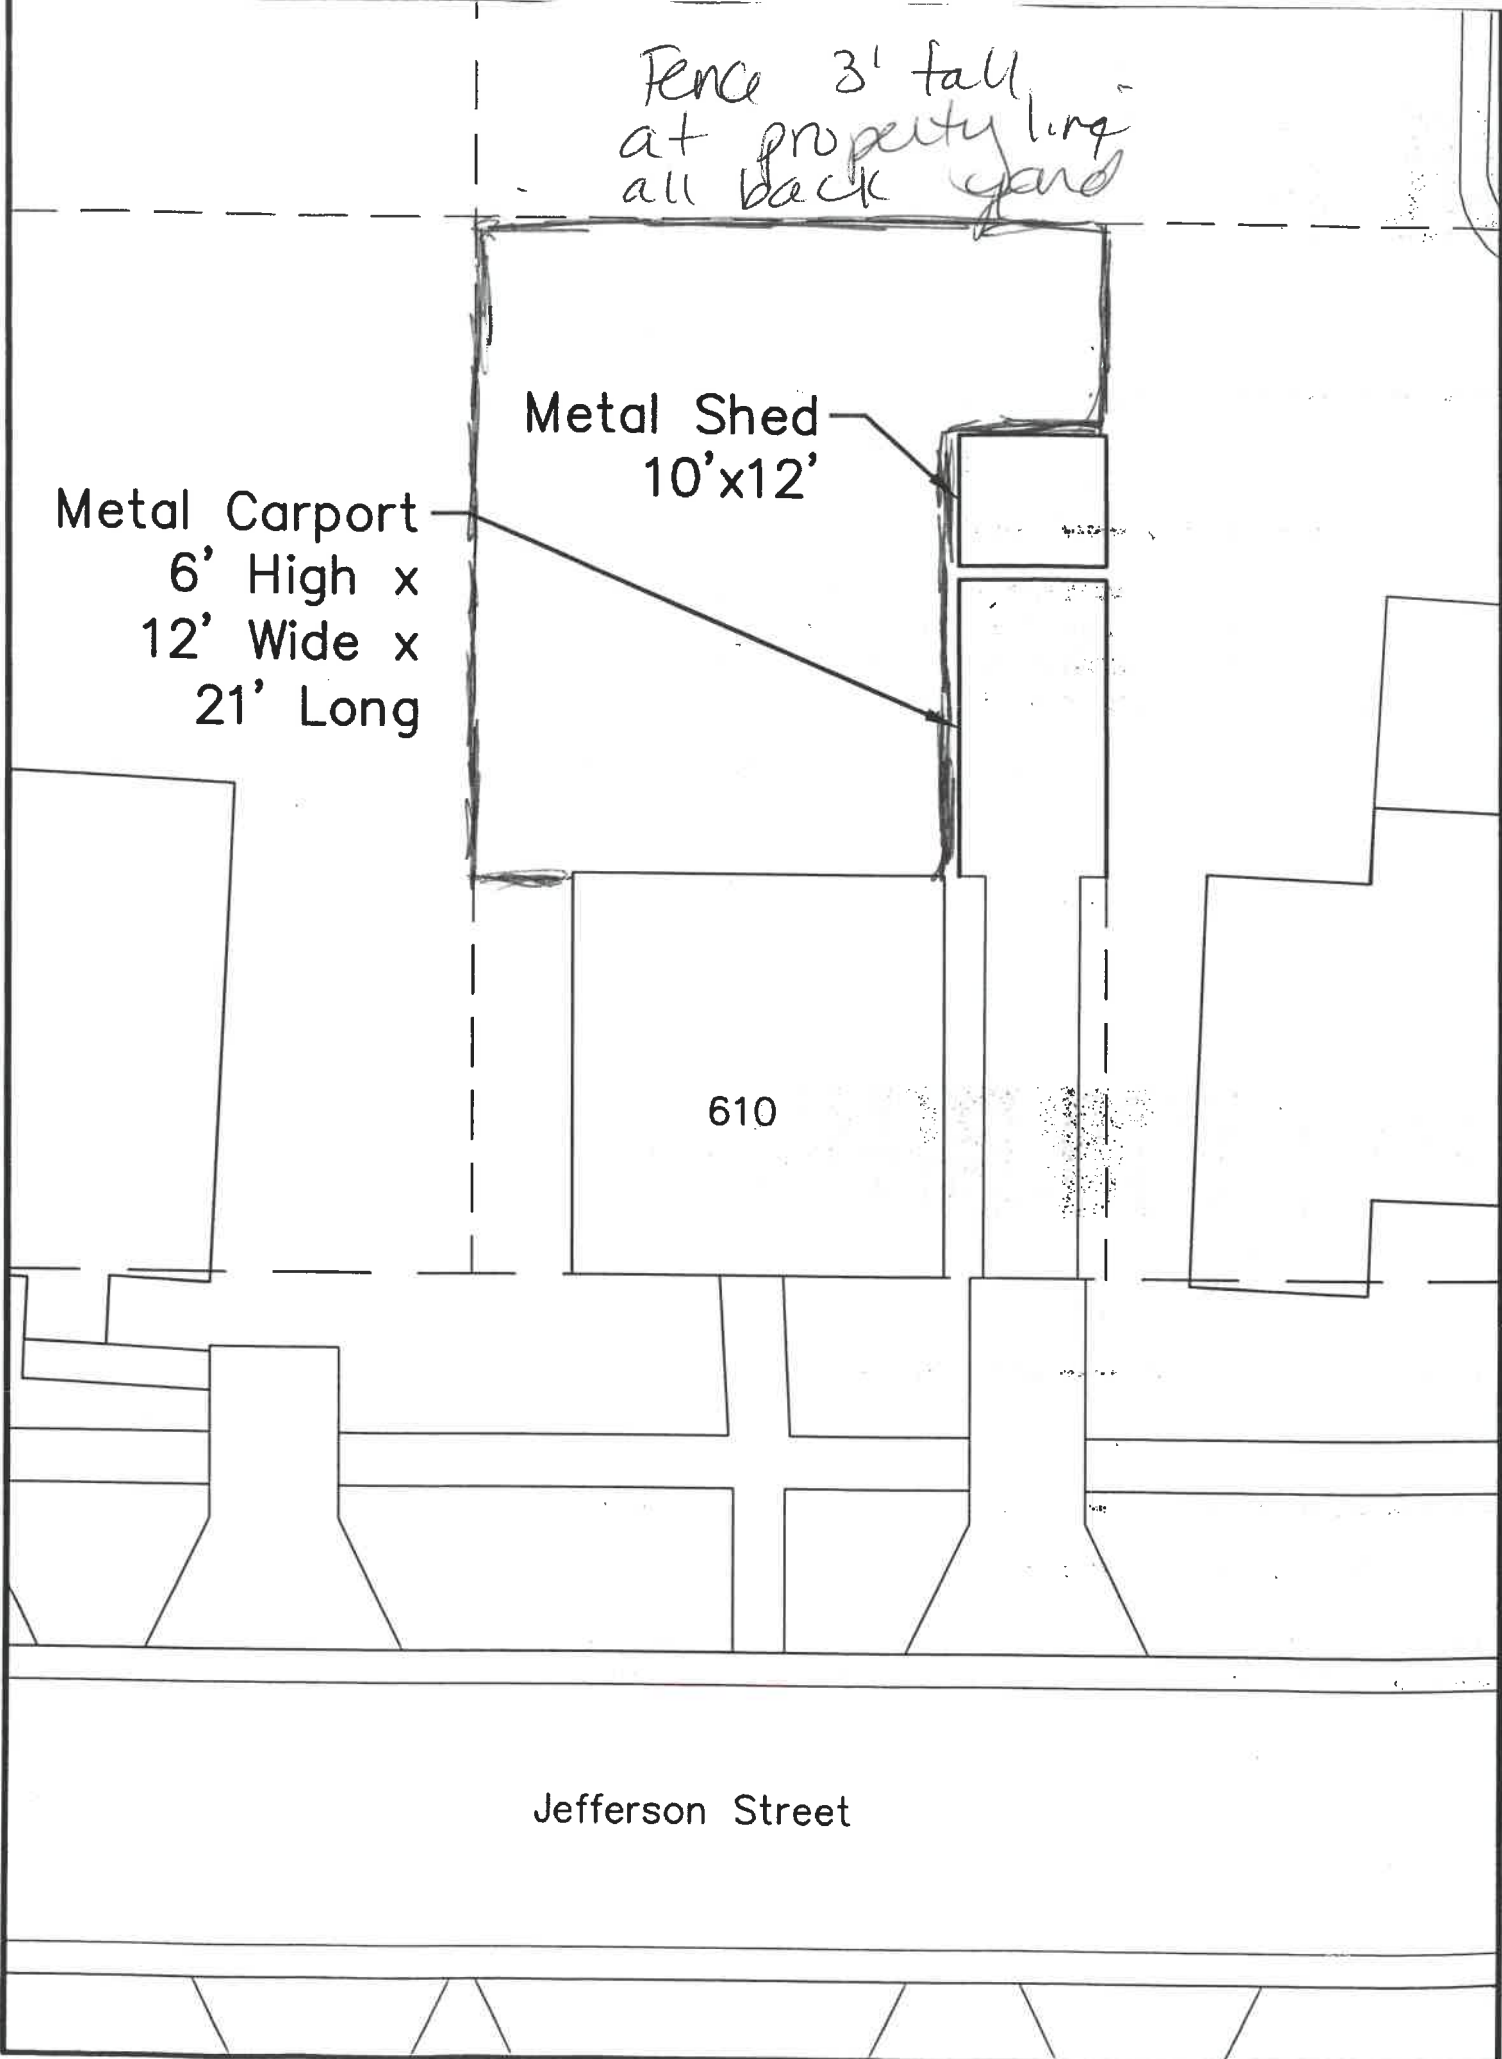 Fence 3' tall
at property line
all back yard
Metal Shed
10'x12'
Metal Carport
6' High x
12' Wide x
21' Long
610
Jefferson Street